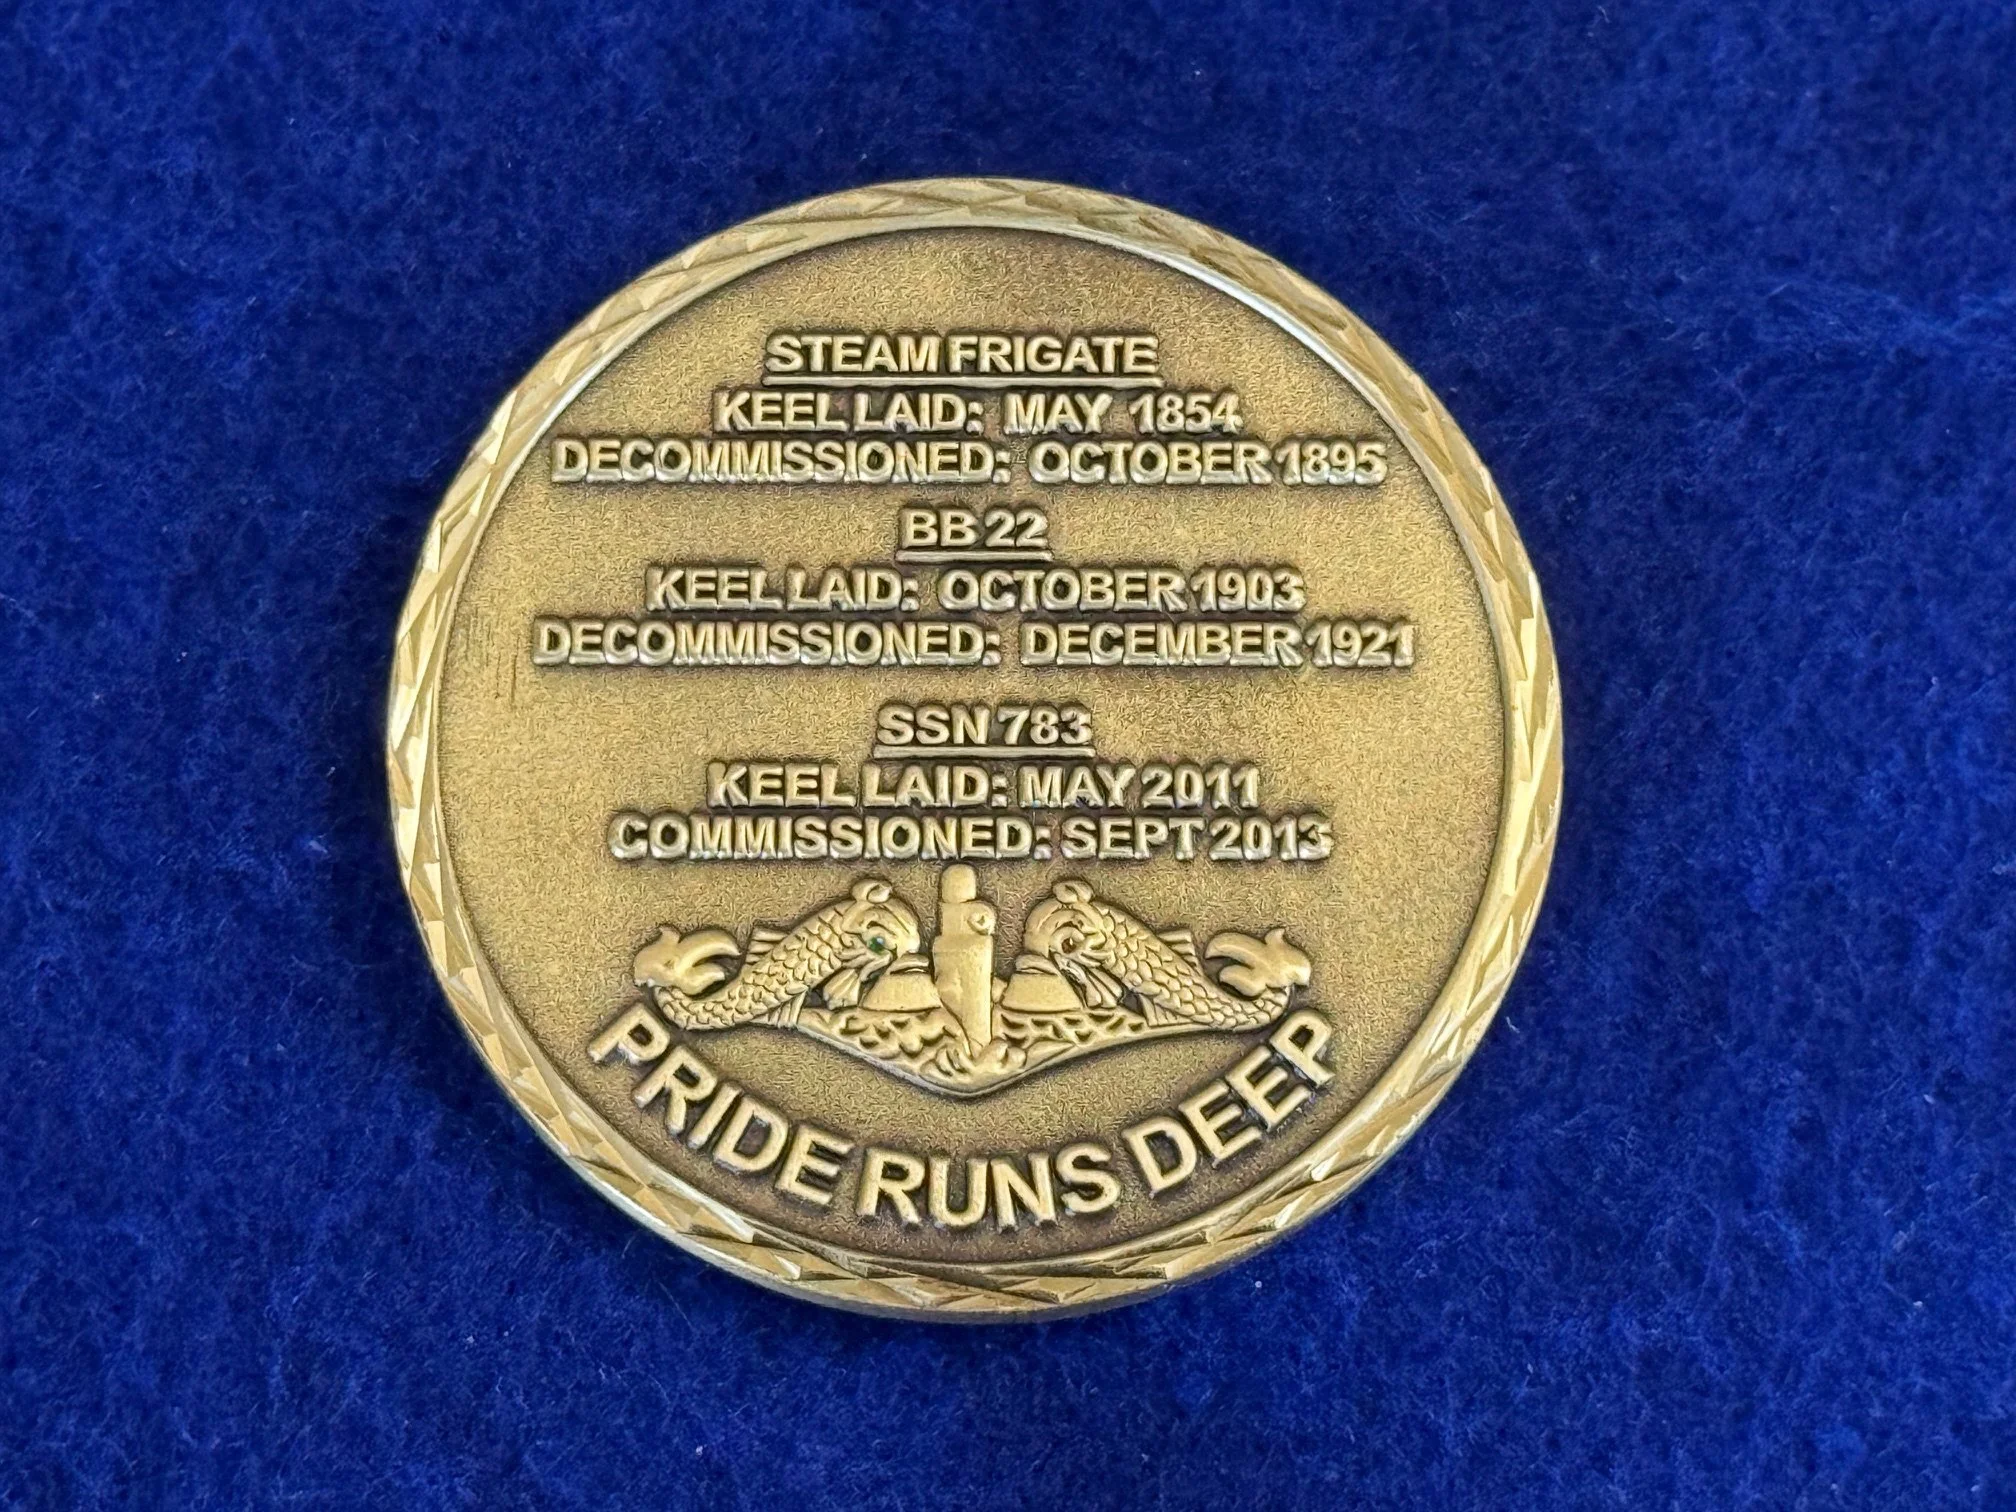 STEAM FRIGATE
KEEL LAID: MAY 1854
DECOMMISSIONED: OCTOBER 1895
BB 22
KEEL LAID: OCTOBER 1903
DECOMMISSIONED: DECEMBER 1921
SSN 783
KEEL LAID: MAY 2011
COMMISSIONED: SEPT 2013
PRIDE RUNS DEEP